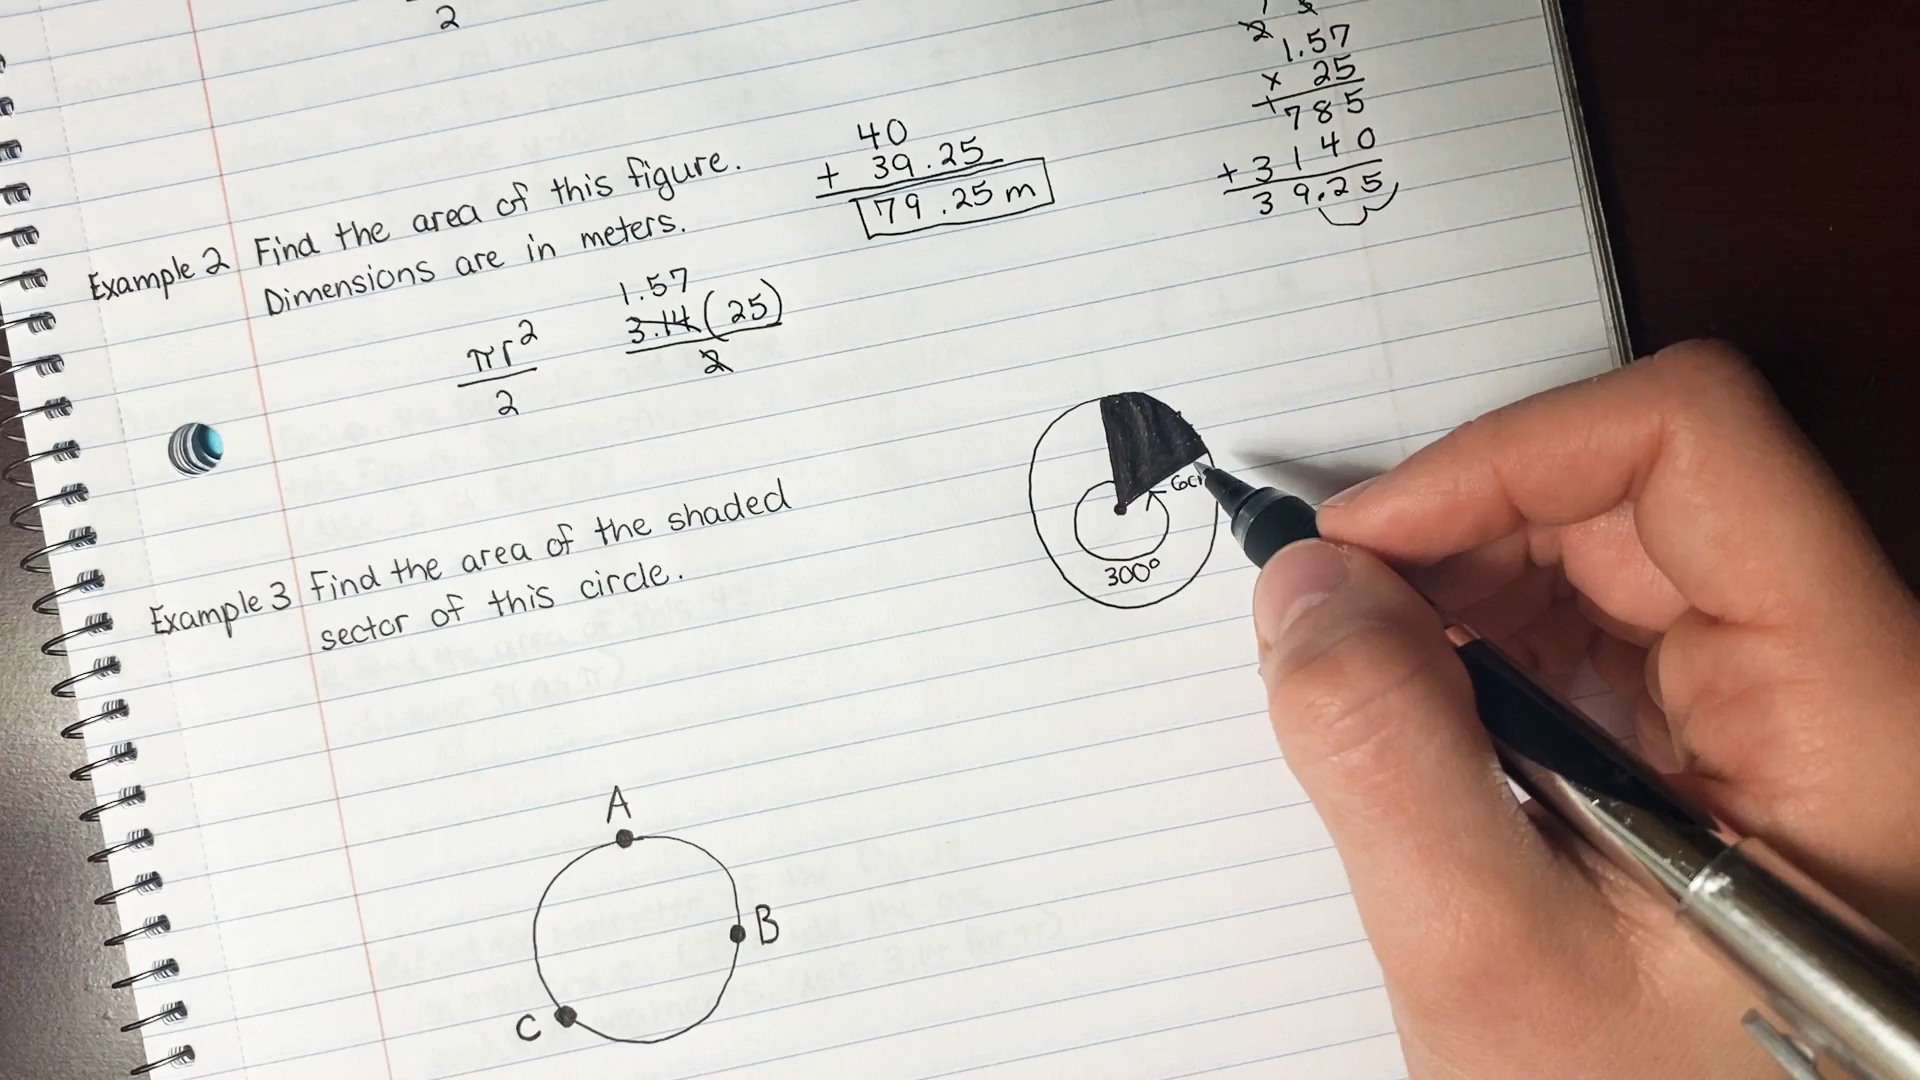 2
40
+ 39.25
79.25 m
2
1.57
x 25
+785
+3140
39.25
Example 2 Find the area of this figure.
Dimensions are in meters.
πr²
2
1.57
3.14(25)
2
Example 3 Find the area of the shaded
sector of this circle.
300°
A
B
C